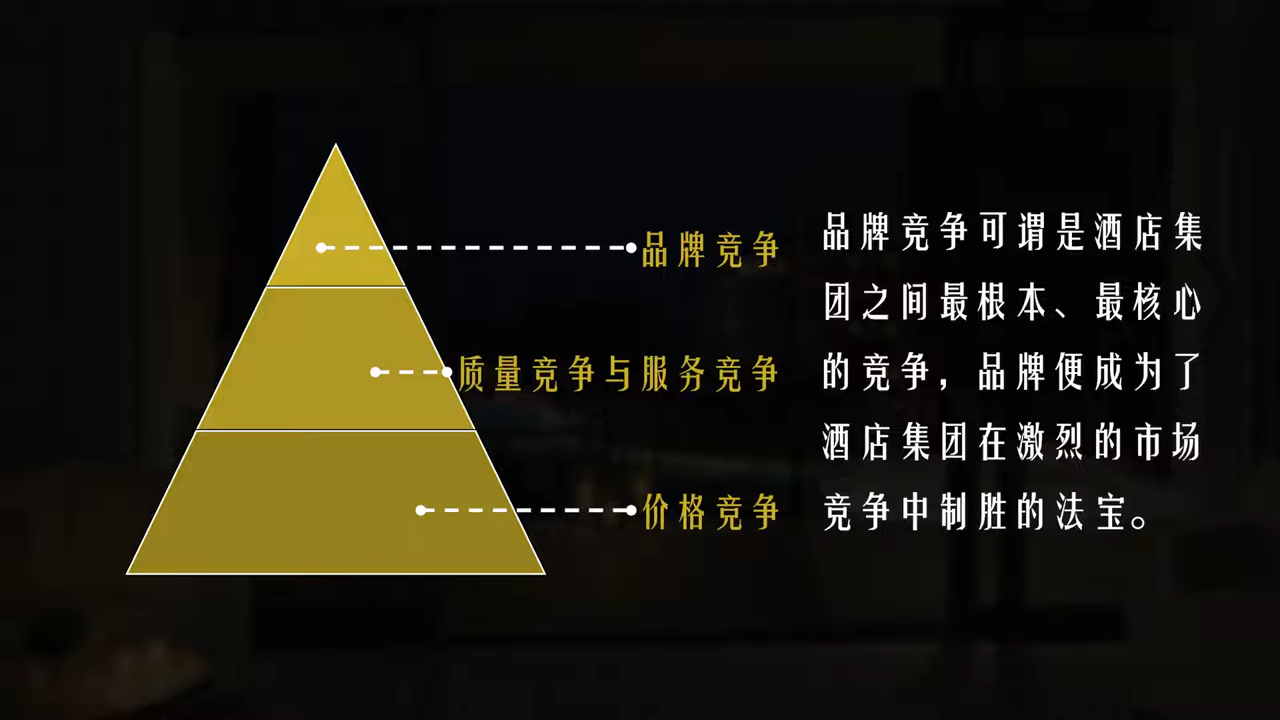 品牌竞争
质量竞争与服务竞争
价格竞争
品牌竞争可谓是酒店集
团之间最根本、最核心
的竞争，品牌便成为了
酒店集团在激烈的市场
竞争中制胜的法宝。